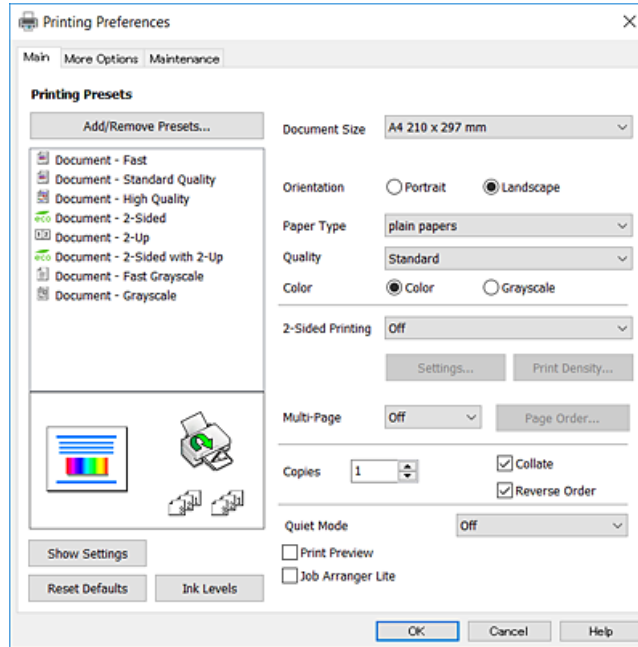 Printing Preferences
Main More Options Maintenance
Printing Presets
Add/Remove Presets...
Document - Fast
Document - Standard Quality
Document - High Quality
eco Document - 2-Sided
Document - 2-Up
eco Document - 2-Sided with 2-Up
Document - Fast Grayscale
Document - Grayscale
Show Settings
Reset Defaults Ink Levels
Document Size A4 210 x 297 mm
Orientation Portrait Landscape
Paper Type plain papers
Quality Standard
Color Color Grayscale
2-Sided Printing Off
Settings... Print Density...
Multi-Page Off Page Order...
Copies 1 Collate
Reverse Order
Quiet Mode Off
Print Preview
Job Arranger Lite
OK Cancel Help